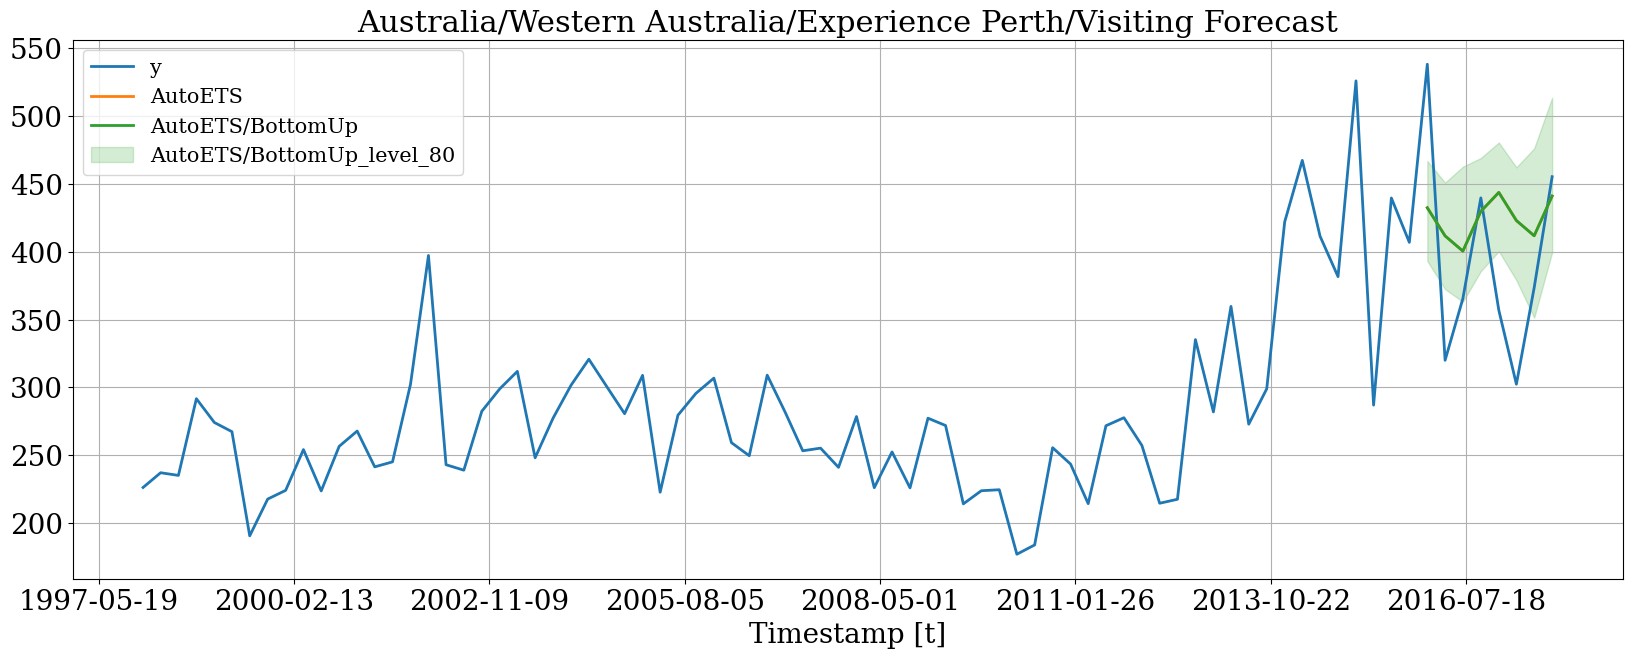 Australia/Western Australia/Experience Perth/Visiting Forecast
y
AutoETS
AutoETS/BottomUp
AutoETS/BottomUp_level_80
550
500
450
400
350
300
250
200
1997-05-19 2000-02-13 2002-11-09 2005-08-05 2008-05-01 2011-01-26 2013-10-22 2016-07-18
Timestamp [t]